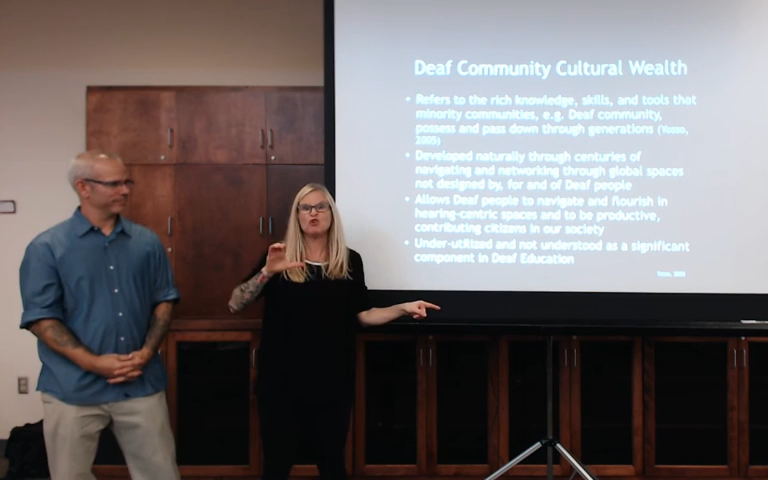 Deaf Community Cultural Wealth
• Refers to the rich knowledge, skills, and tools that
minority communities, e.g. Deaf community,
possess and pass down through generations (Yosso,
2005)
• Developed naturally through centuries of
navigating and networking through global spaces
not designed by, for and of Deaf people
• Allows Deaf people to navigate and flourish in
hearing-centric spaces and to be productive,
contributing citizens in our society
• Under-utilized and not understood as a significant
component in Deaf Education